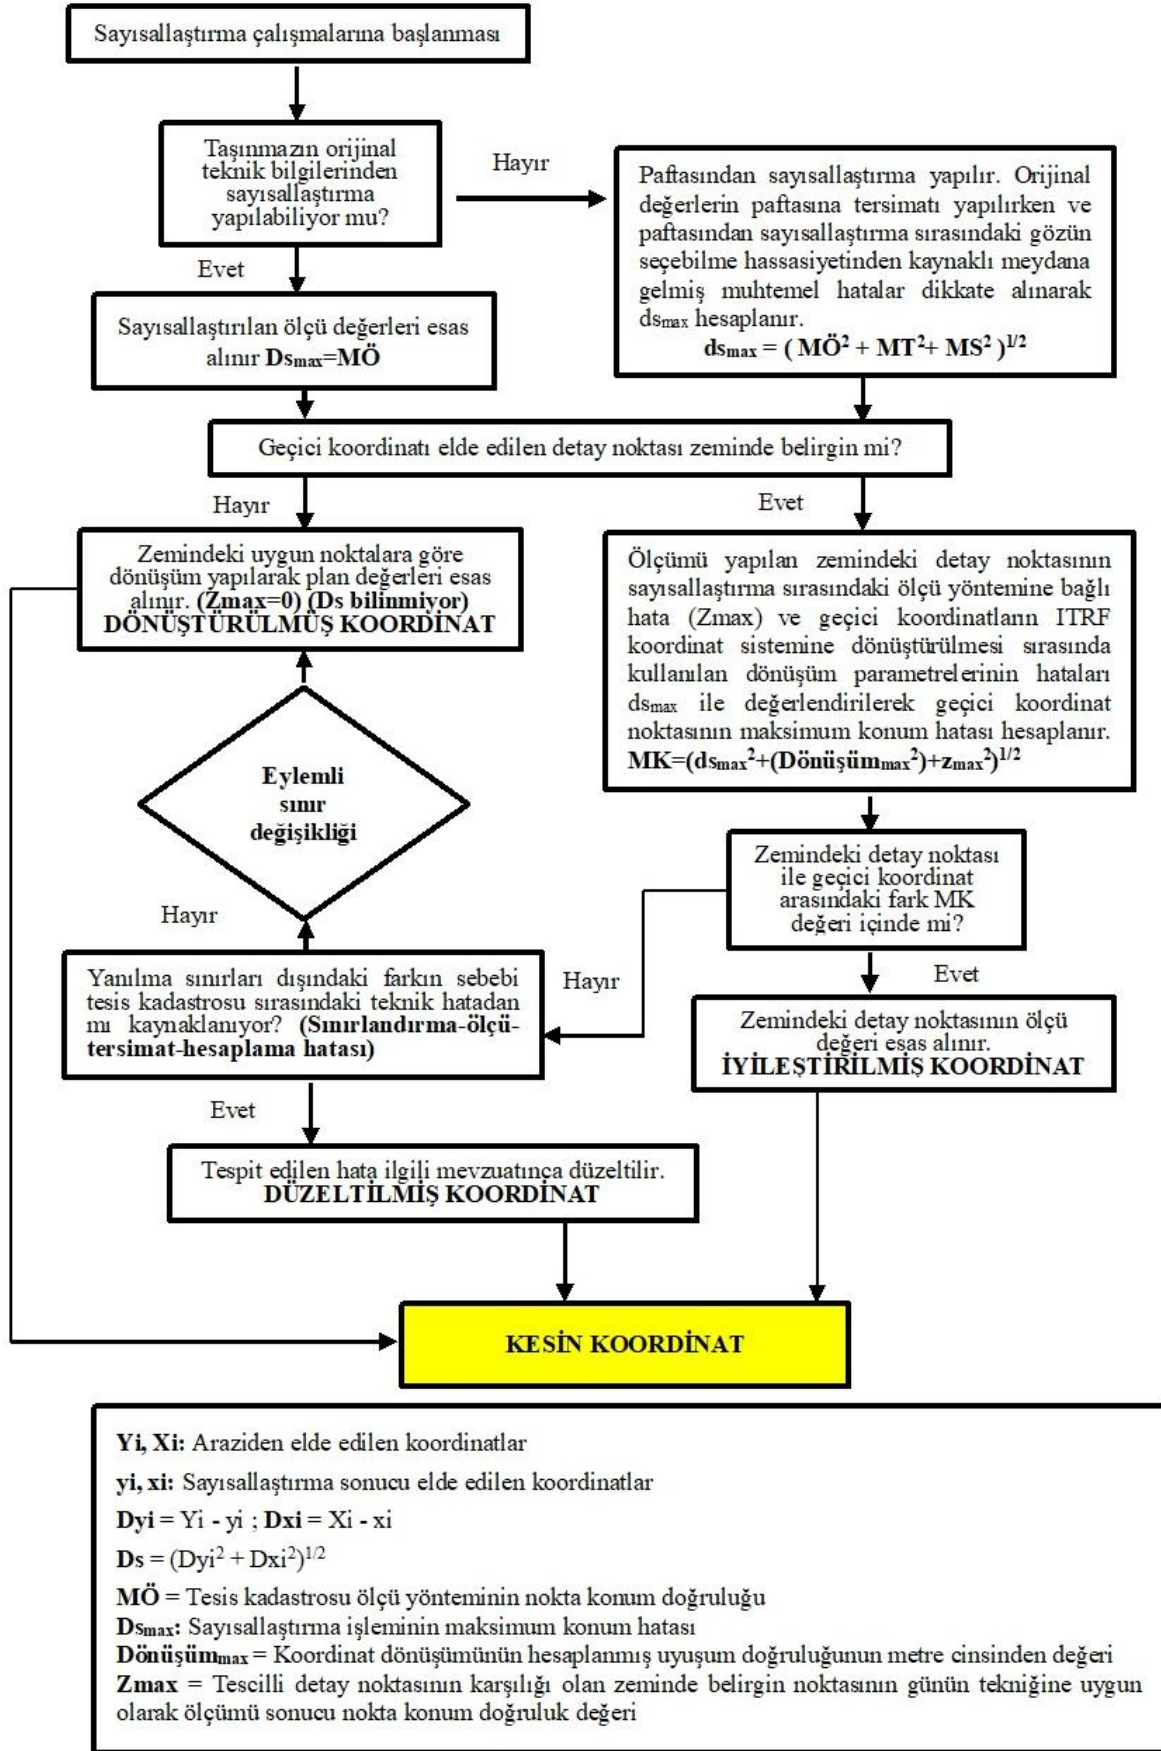 Sayısallaştırma çalışmalarına başlanması
Taşınmazın orijinal
teknik bilgilerinden
sayısallaştırma
yapılabiliyor mu?
Hayır
Paftasından sayısallaştırma yapılır. Orijinal
değerlerin paftasına tersimatı yapılırken ve
paftasından sayısallaştırma sırasındaki gözün
seçebilme hassasiyetinden kaynaklı meydana
gelmiş muhtemel hatalar dikkate alınarak
dsmax hesaplanır.
dsmax = ( MÖ² + MT²+ MS² )^1/2
Evet
Sayısallaştırılan ölçü değerleri esas
alınır Dsmax=MÖ
Geçici koordinatı elde edilen detay noktası zeminde belirgin mi?
Hayır
Evet
Zemindeki uygun noktalara göre
dönüşüm yapılarak plan değerleri esas
alınır. (Zmax=0) (Ds bilinmiyor)
DÖNÜŞTÜRÜLMÜŞ KOORDİNAT
Ölçümü yapılan zemindeki detay noktasının
sayısallaştırma sırasındaki ölçü yöntemine bağlı
hata (Zmax) ve geçici koordinatların ITRF
koordinat sistemine dönüştürülmesi sırasında
kullanılan dönüşüm parametrelerinin hataları
dsmax ile değerlendirilerek geçici koordinat
noktasının maksimum konum hatası hesaplanır.
MK=(dsmax²+(Dönüşümmax²)+zmax²)^1/2
Eylemli
sınır
değişikliği
Zemindeki detay noktası
ile geçici koordinat
arasındaki fark MK
değeri içinde mi?
Hayır
Yanılma sınırları dışındaki farkın sebebi
tesis kadastrosu sırasındaki teknik hatadan
mı kaynaklanıyor? (Sınırlandırma-ölçü-
tersimat-hesaplama hatası)
Hayır
Evet
Zemindeki detay noktasının ölçü
değeri esas alınır.
İYİLEŞTİRİLMİŞ KOORDİNAT
Evet
Tespit edilen hata ilgili mevzuatınca düzeltilir.
DÜZELTİLMİŞ KOORDİNAT
KESİN KOORDİNAT
Yi, Xi: Araziden elde edilen koordinatlar
yi, xi: Sayısallaştırma sonucu elde edilen koordinatlar
Dyi = Yi - yi ; Dxi = Xi - xi
Ds = (Dyi² + Dxi²)^1/2
MÖ = Tesis kadastrosu ölçü yönteminin nokta konum doğruluğu
Dsmax: Sayısallaştırma işleminin maksimum konum hatası
Dönüşümmax = Koordinat dönüşümünün hesaplanmış uyuşum doğruluğunun metre cinsinden değeri
Zmax = Tescilli detay noktasının karşılığı olan zeminde belirgin noktasının günün tekniğine uygun
olarak ölçümü sonucu nokta konum doğruluk değeri